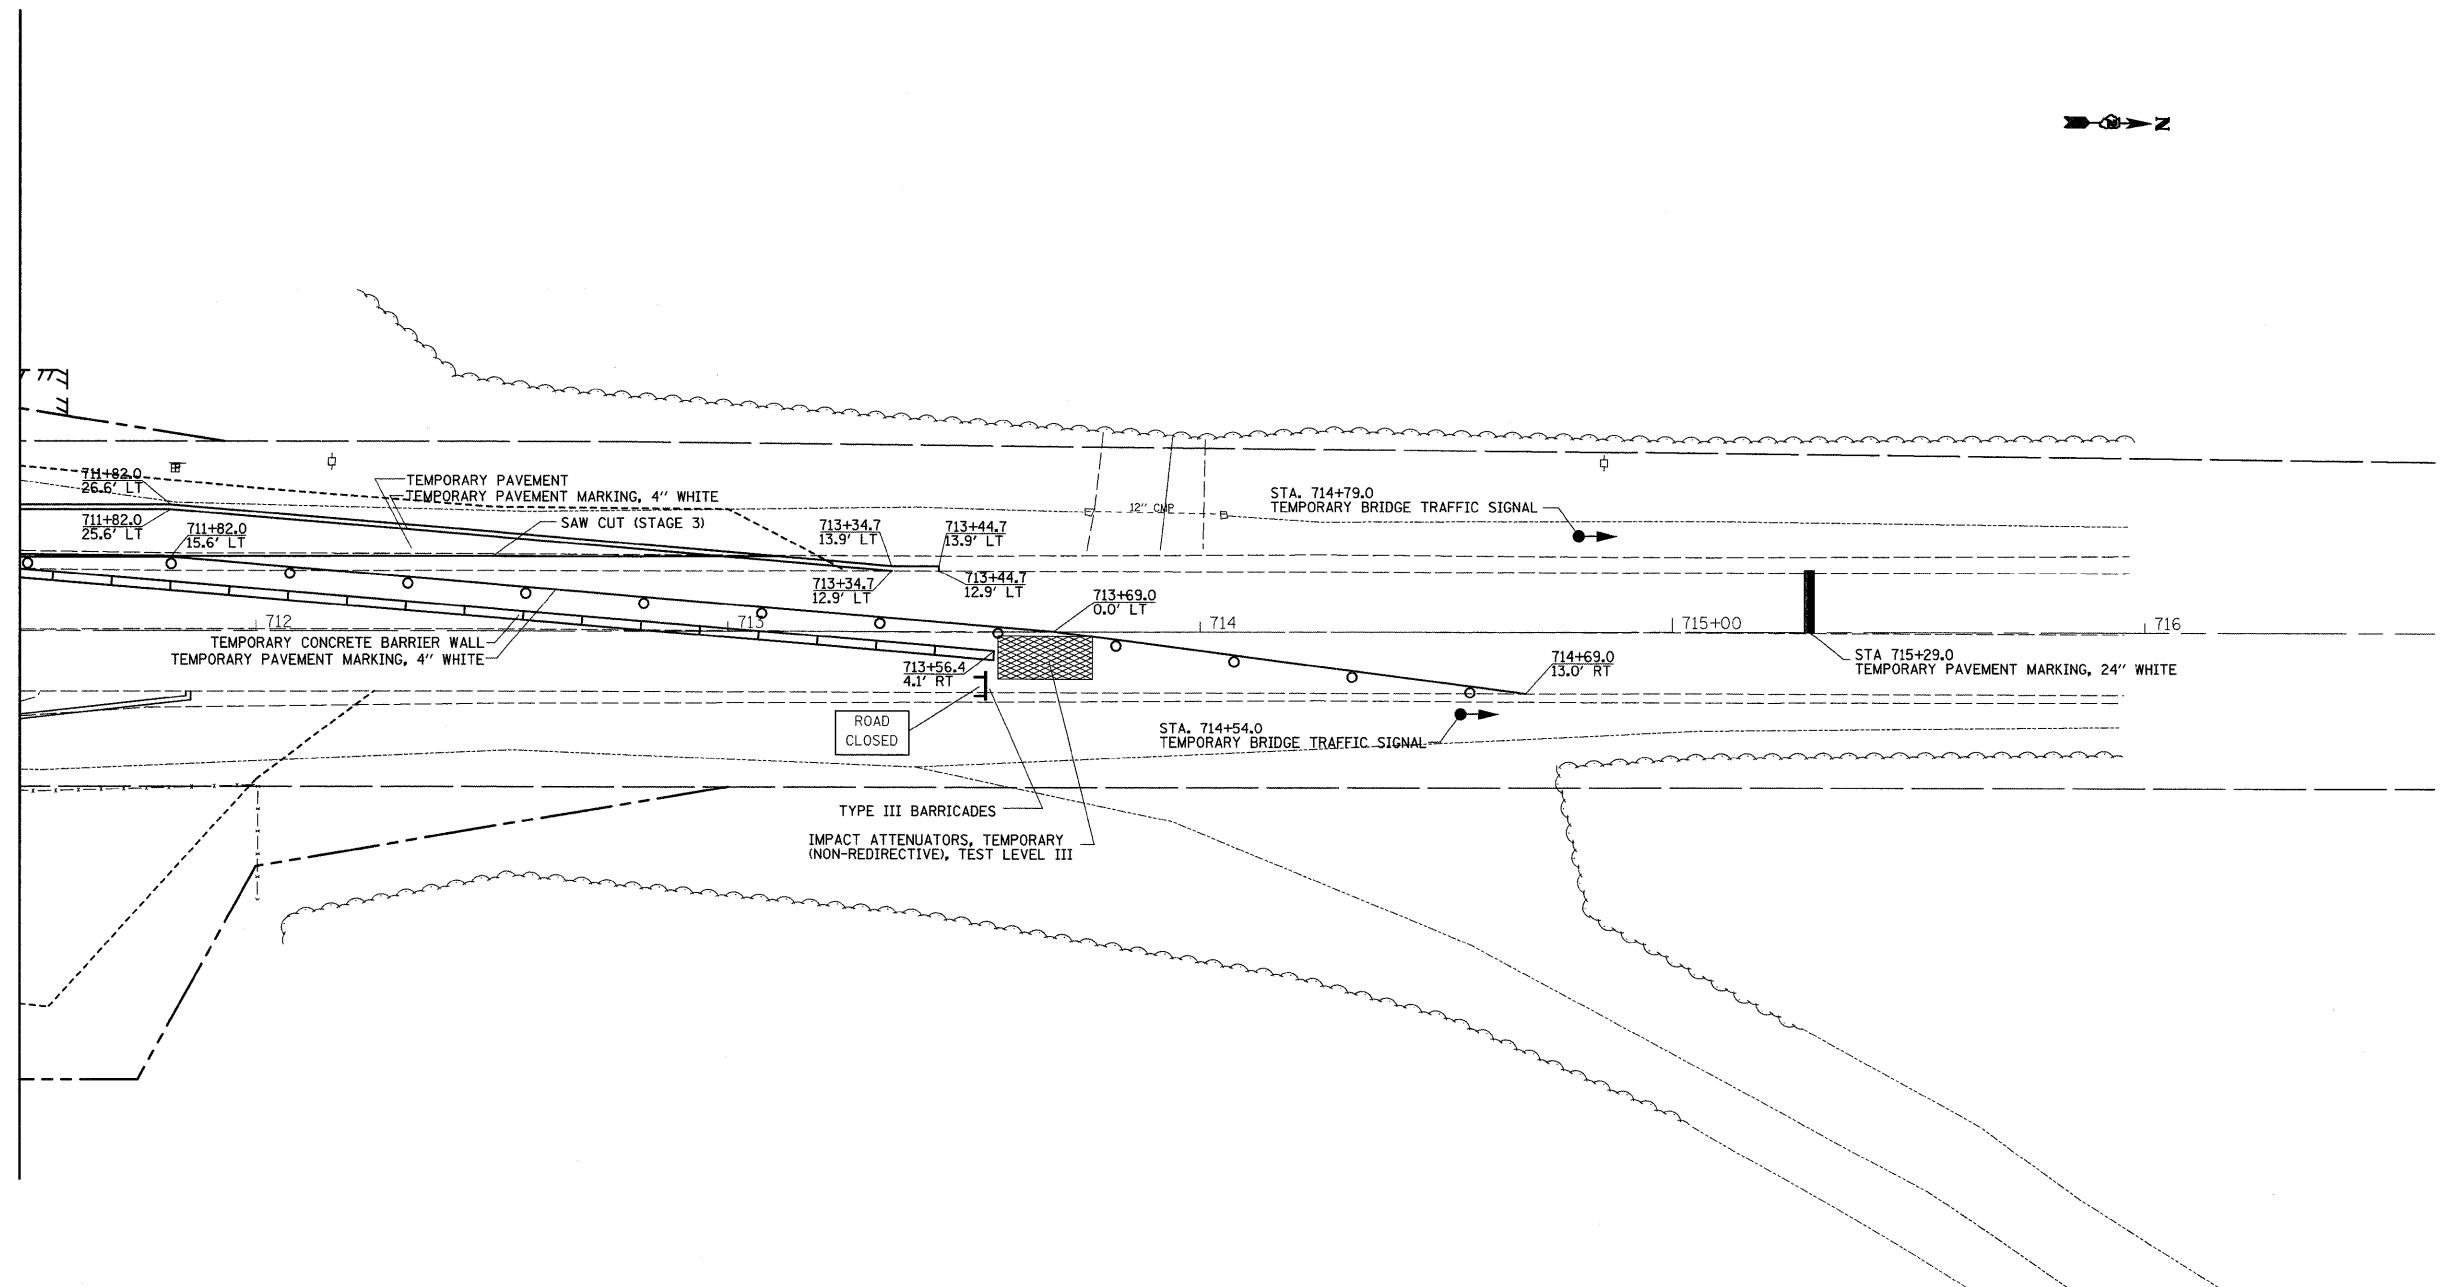 N
711+82.0
26.6' LT
TEMPORARY PAVEMENT
TEMPORARY PAVEMENT MARKING, 4" WHITE
711+82.0
25.6' LT
711+82.0
15.6' LT
SAW CUT (STAGE 3)
713+34.7
13.9' LT
713+44.7
13.9' LT
12" CMP
STA. 714+79.0
TEMPORARY BRIDGE TRAFFIC SIGNAL
713+34.7
12.9' LT
713+44.7
12.9' LT
713+69.0
0.0' LT
712
713
714
715+00
716
TEMPORARY CONCRETE BARRIER WALL
TEMPORARY PAVEMENT MARKING, 4" WHITE
713+56.4
4.1' RT
714+69.0
13.0' RT
STA 715+29.0
TEMPORARY PAVEMENT MARKING, 24" WHITE
ROAD
CLOSED
STA. 714+54.0
TEMPORARY BRIDGE TRAFFIC SIGNAL
TYPE III BARRICADES
IMPACT ATTENUATORS, TEMPORARY
(NON-REDIRECTIVE), TEST LEVEL III